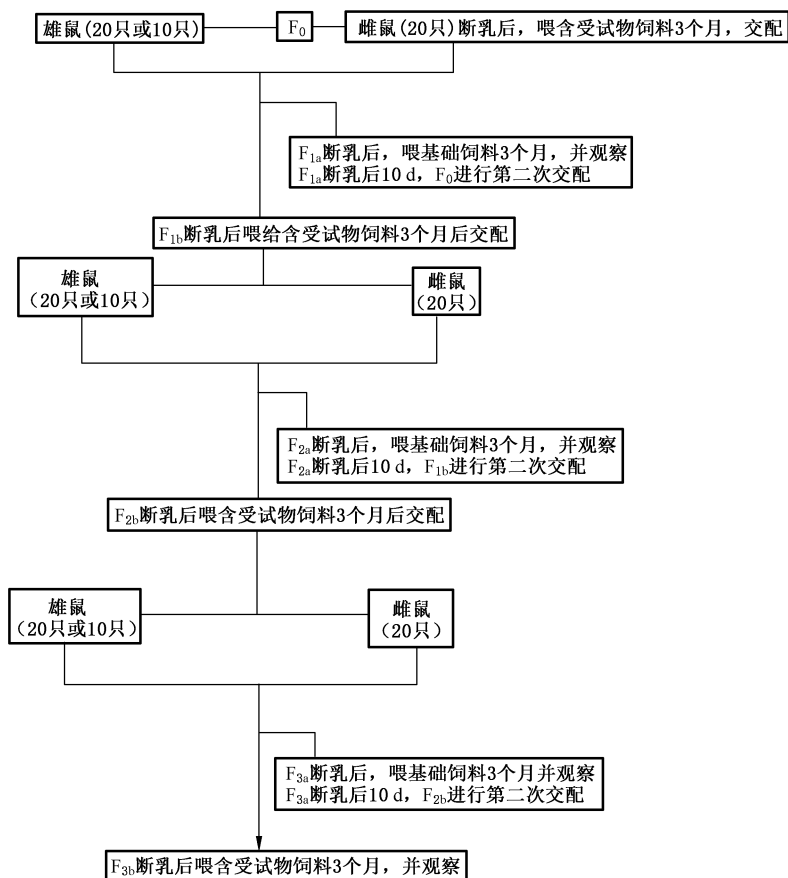 雄鼠(20只或10只)
F₀
雌鼠(20只)断乳后，喂含受试物饲料3个月，交配
F₁ₐ断乳后，喂基础饲料3个月，并观察
F₁ₐ断乳后10 d，F₀进行第二次交配
F₁b断乳后喂给含受试物饲料3个月后交配
雄鼠
（20只或10只）
雌鼠
（20只）
F₂ₐ断乳后，喂基础饲料3个月，并观察
F₂ₐ断乳后10 d，F₁b进行第二次交配
F₂b断乳后喂含受试物饲料3个月后交配
雄鼠
（20只或10只）
雌鼠
（20只）
F₃ₐ断乳后，喂基础饲料3个月并观察
F₃ₐ断乳后10 d，F₂b进行第二次交配
F₃b断乳后喂含受试物饲料3个月，并观察